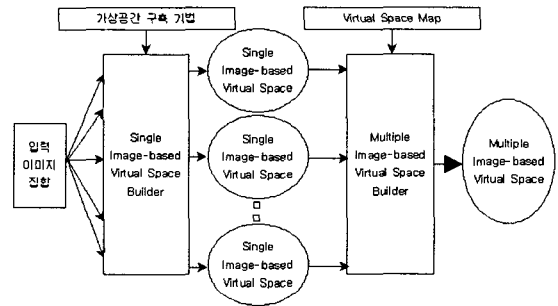 가상공간 구축 기법
Virtual Space Map
입력
이미지
집합
Single
Image-based
Virtual Space
Builder
Single
Image-based
Virtual Space
Single
Image-based
Virtual Space
Single
Image-based
Virtual Space
Multiple
Image-based
Virtual Space
Builder
Multiple
Image-based
Virtual Space